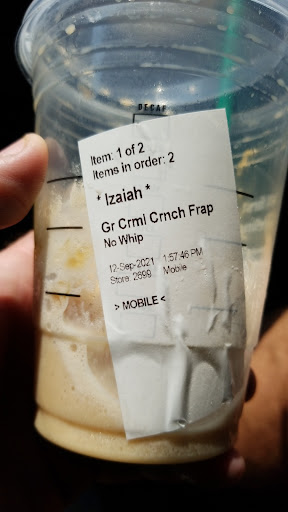 DECAF
Item: 1 of 2
Items in order: 2
* Izaiah *
Gr Crml Crnch Frap
No Whip
12-Sep-2021 1:57:46 PM
Store: 2699 Mobile
> MOBILE <